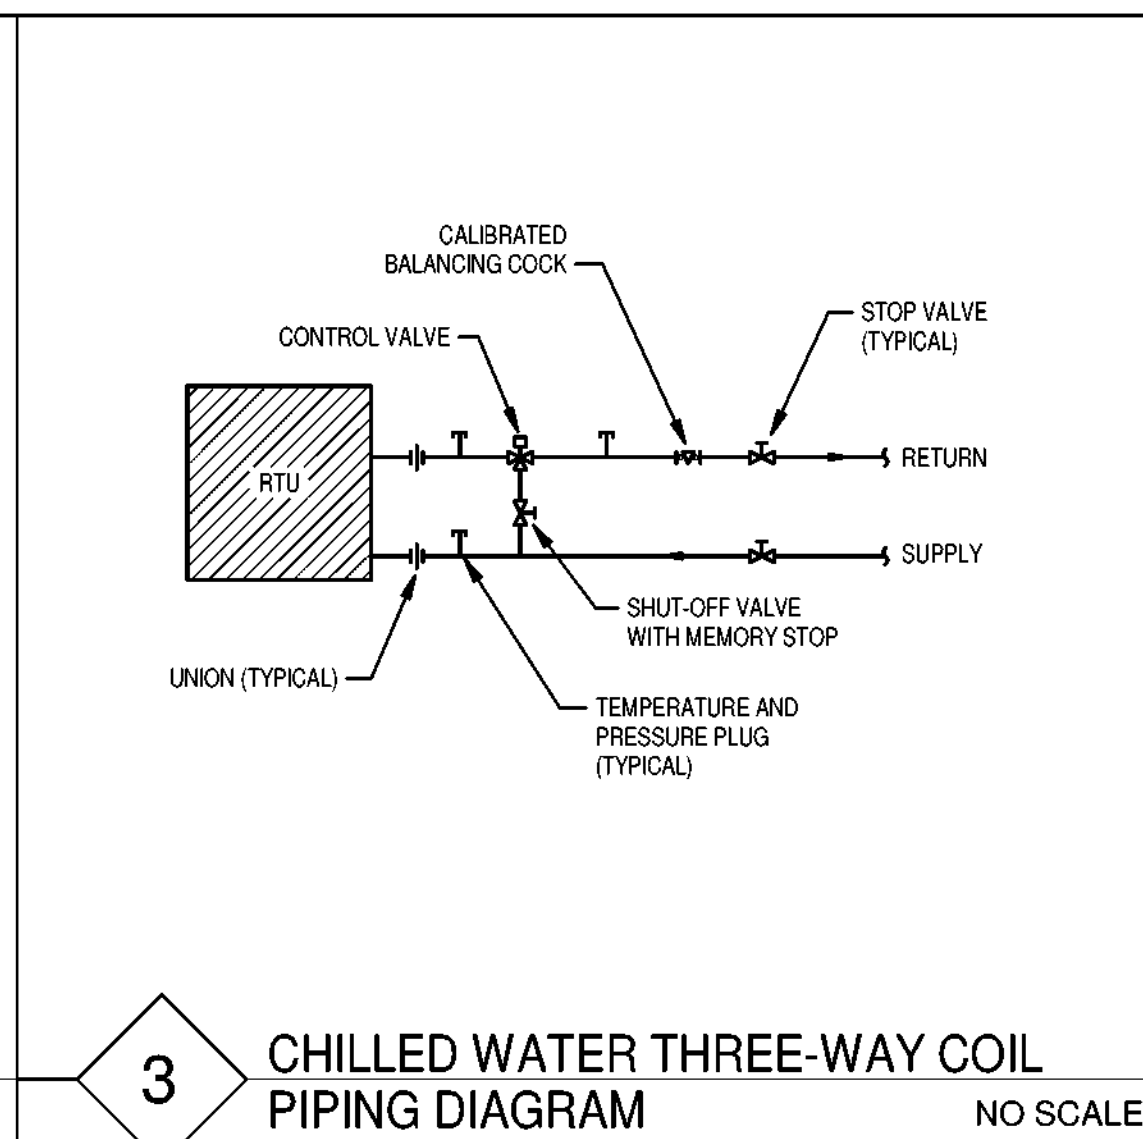 CALIBRATED
BALANCING COCK
STOP VALVE
(TYPICAL)
CONTROL VALVE
RETURN
RTU
SUPPLY
SHUT-OFF VALVE
WITH MEMORY STOP
UNION (TYPICAL)
TEMPERATURE AND
PRESSURE PLUG
(TYPICAL)
3
CHILLED WATER THREE-WAY COIL
PIPING DIAGRAM
NO SCALE